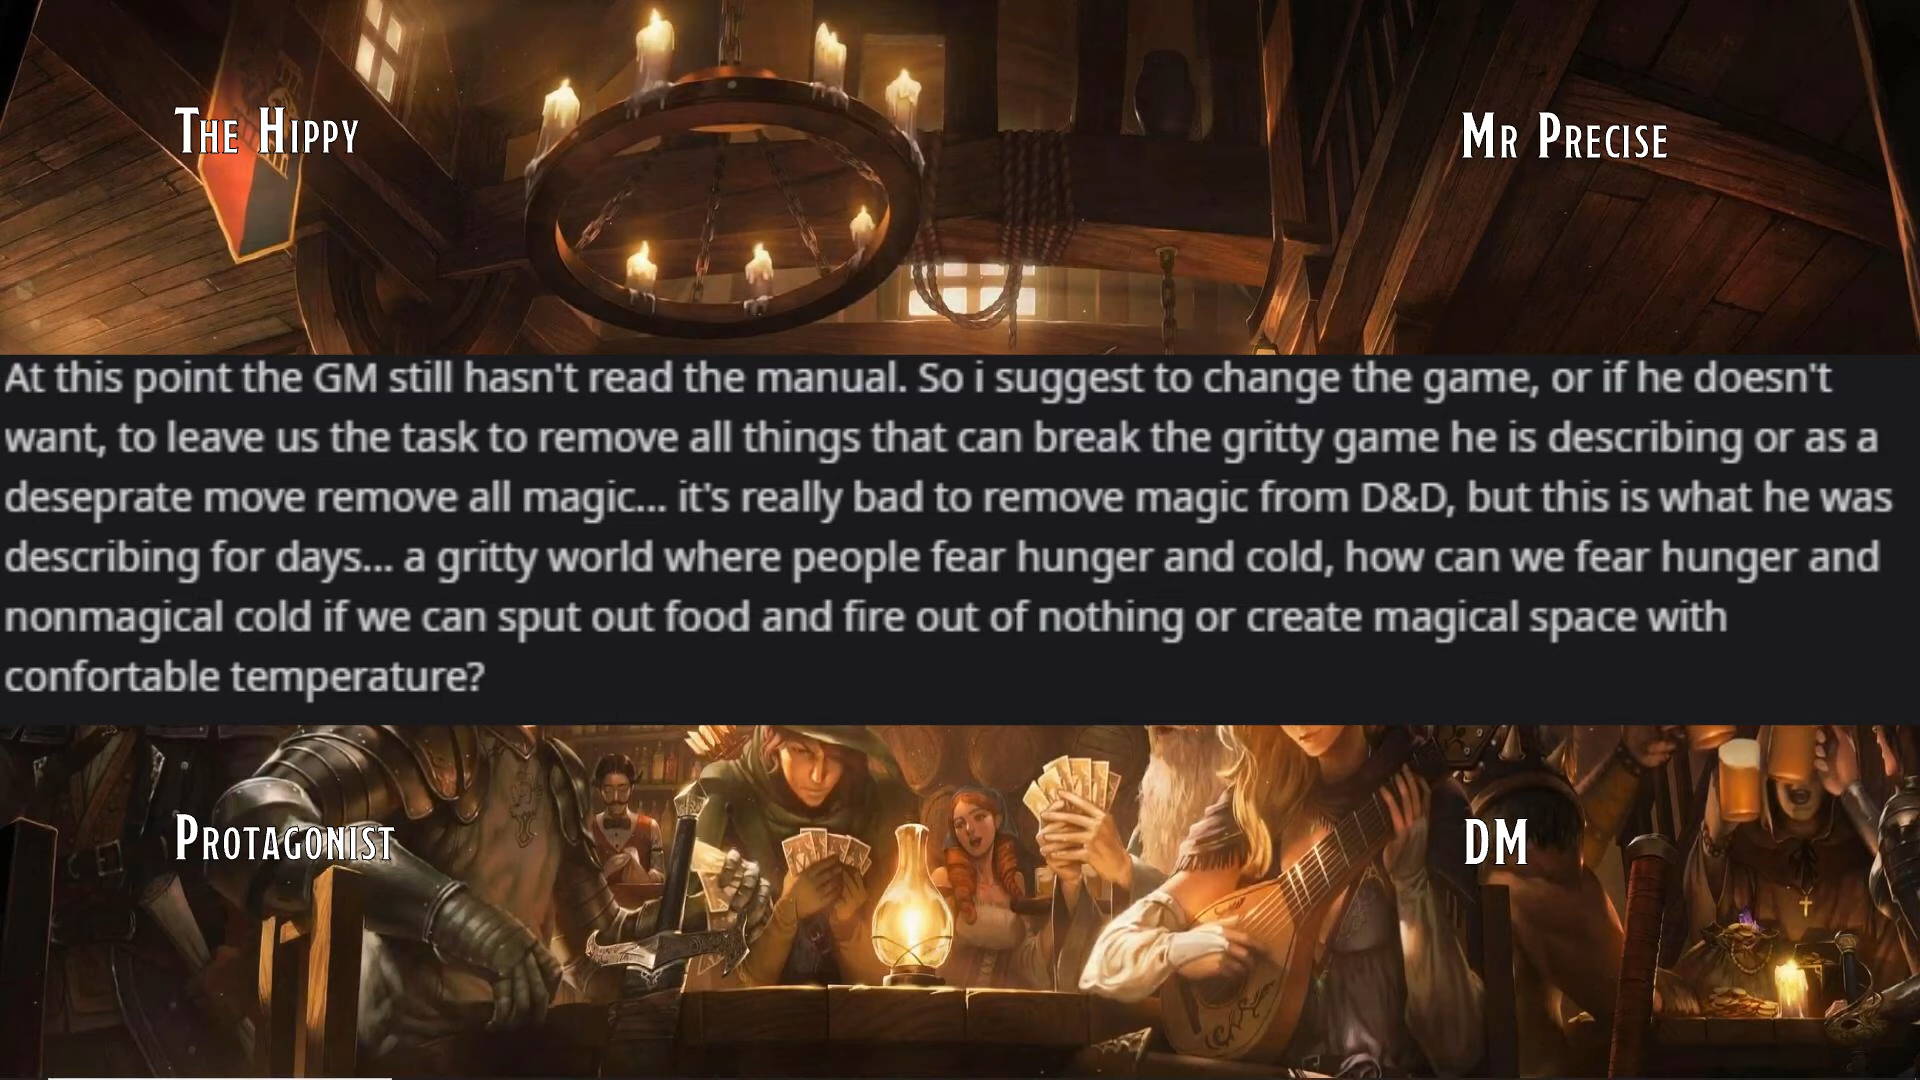 The Hippy
Mr Precise
At this point the GM still hasn't read the manual. So i suggest to change the game, or if he doesn't
want, to leave us the task to remove all things that can break the gritty game he is describing or as a
deseprate move remove all magic... it's really bad to remove magic from D&D, but this is what he was
describing for days... a gritty world where people fear hunger and cold, how can we fear hunger and
nonmagical cold if we can sput out food and fire out of nothing or create magical space with
confortable temperature?
Protagonist
DM